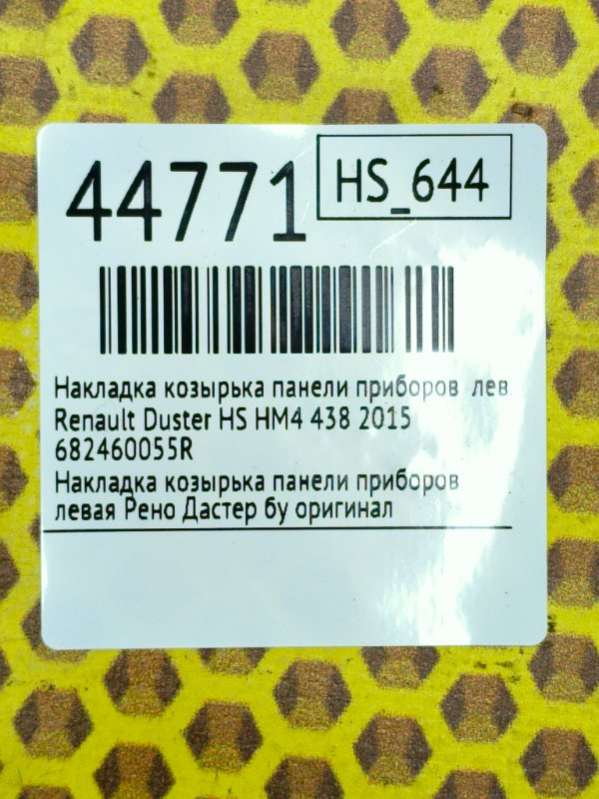 44771
HS_644
Накладка козырька панели приборов лев
Renault Duster HS HM4 438 2015
682460055R
Накладка козырька панели приборов
левая Рено Дастер бу оригинал